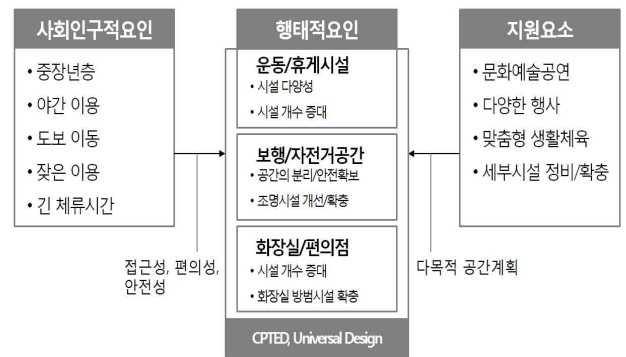 사회인구적요인
• 중장년층
• 야간 이용
• 도보 이동
• 잦은 이용
• 긴 체류시간
접근성, 편의성,
안전성
행태적요인
운동/휴게시설
• 시설 다양성
• 시설 개수 증대
보행/자전거공간
• 공간의 분리/안전확보
• 조명시설 개선/확충
화장실/편의점
• 시설 개수 증대
• 화장실 방범시설 확충
CPTED, Universal Design
지원요소
• 문화예술공연
• 다양한 행사
• 맞춤형 생활체육
• 세부시설 정비/확충
다목적 공간계획